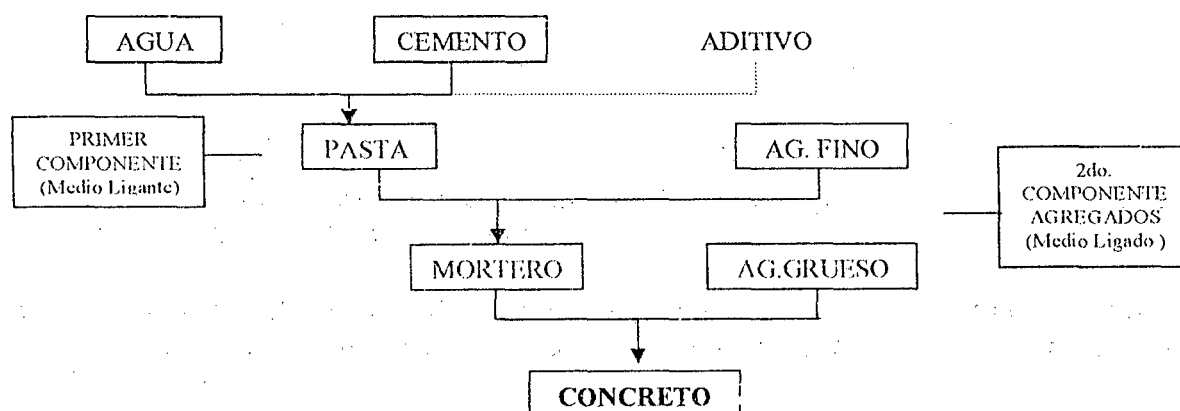 AGUA
CEMENTO
ADITIVO
PRIMER
COMPONENTE
(Medio Ligante)
PASTA
AG. FINO
2do.
COMPONENTE
AGREGADOS
(Medio Ligado )
MORTERO
AG.GRUESO
CONCRETO